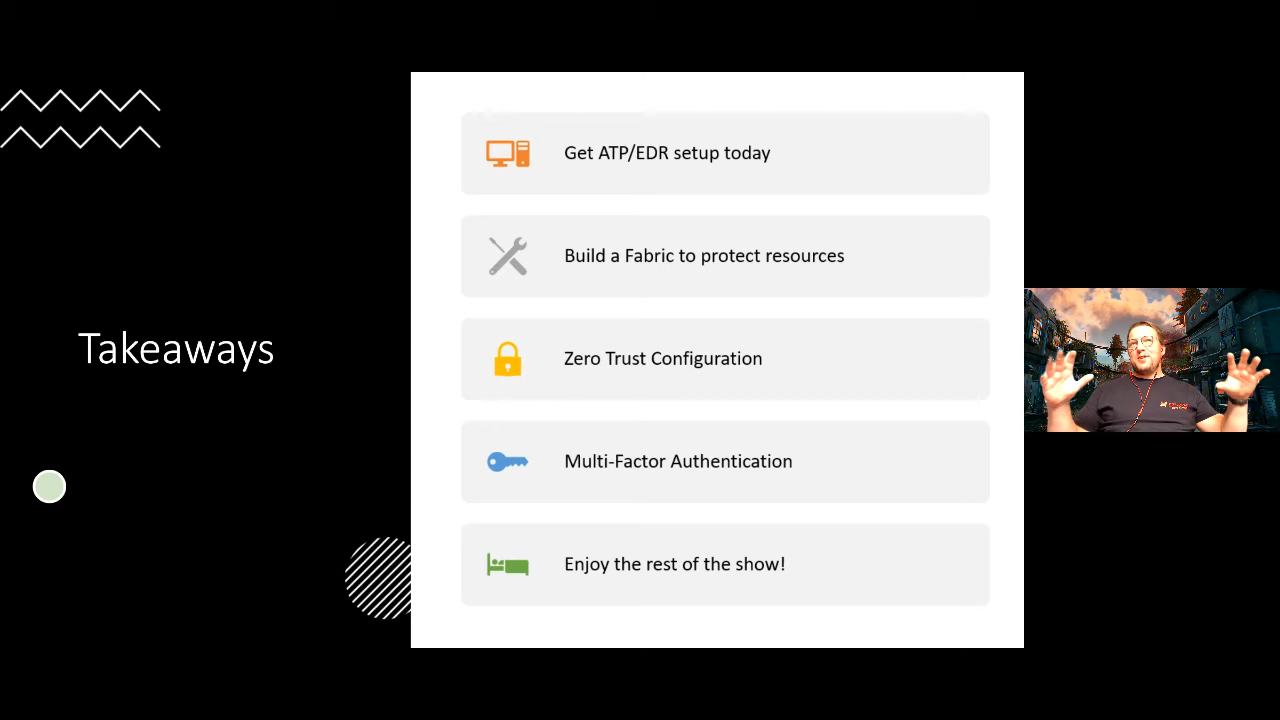 Takeaways
Get ATP/EDR setup today
Build a Fabric to protect resources
Zero Trust Configuration
Multi-Factor Authentication
Enjoy the rest of the show!